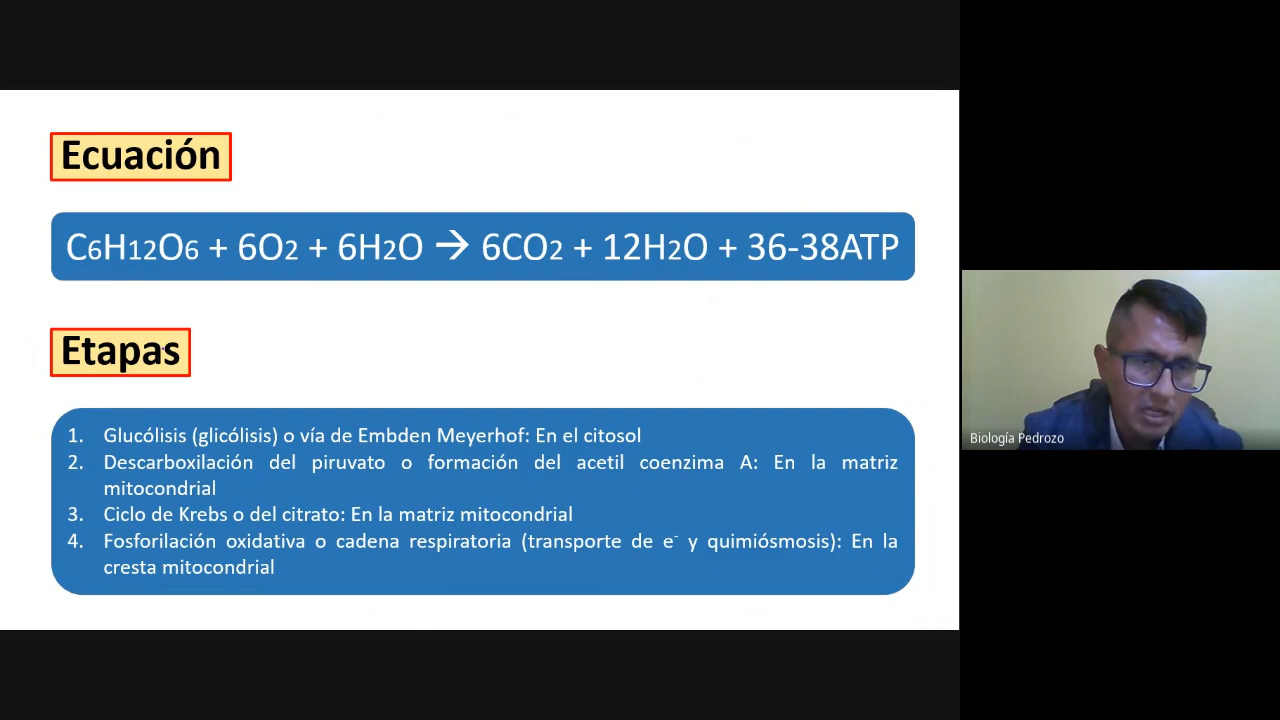 Ecuación
C6H12O6 + 6O2 + 6H2O → 6CO2 + 12H2O + 36-38ATP
Etapas
1. Glucólisis (glicólisis) o vía de Embden Meyerhof: En el citosol
2. Descarboxilación del piruvato o formación del acetil coenzima A: En la matriz
mitocondrial
3. Ciclo de Krebs o del citrato: En la matriz mitocondrial
4. Fosforilación oxidativa o cadena respiratoria (transporte de e⁻ y quimiósmosis): En la
cresta mitocondrial
Biología Pedrozo